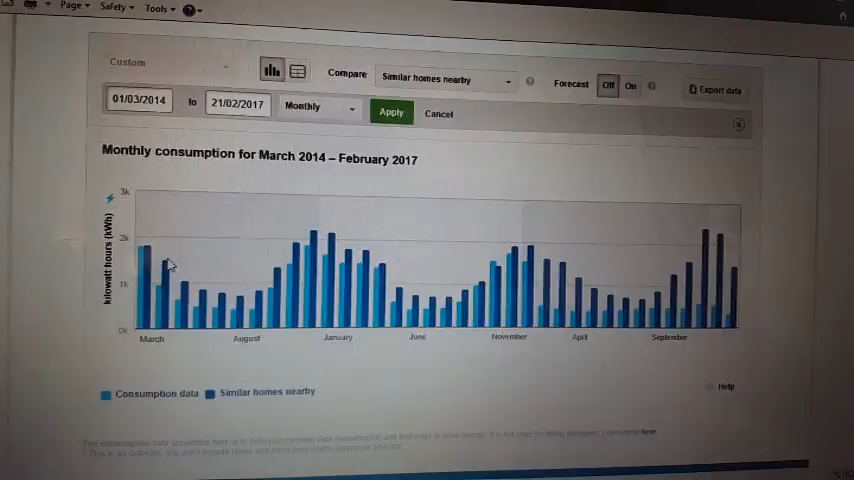 Page Safety Tools
Custom Compare Similar homes nearby Forecast Off On Export data
01/03/2014 to 21/02/2017 Monthly Apply Cancel
Monthly consumption for March 2014 – February 2017
kilowatt hours (kWh)
3k
2k
1k
0k
March August January June November April September
Consumption data Similar homes nearby Help
here